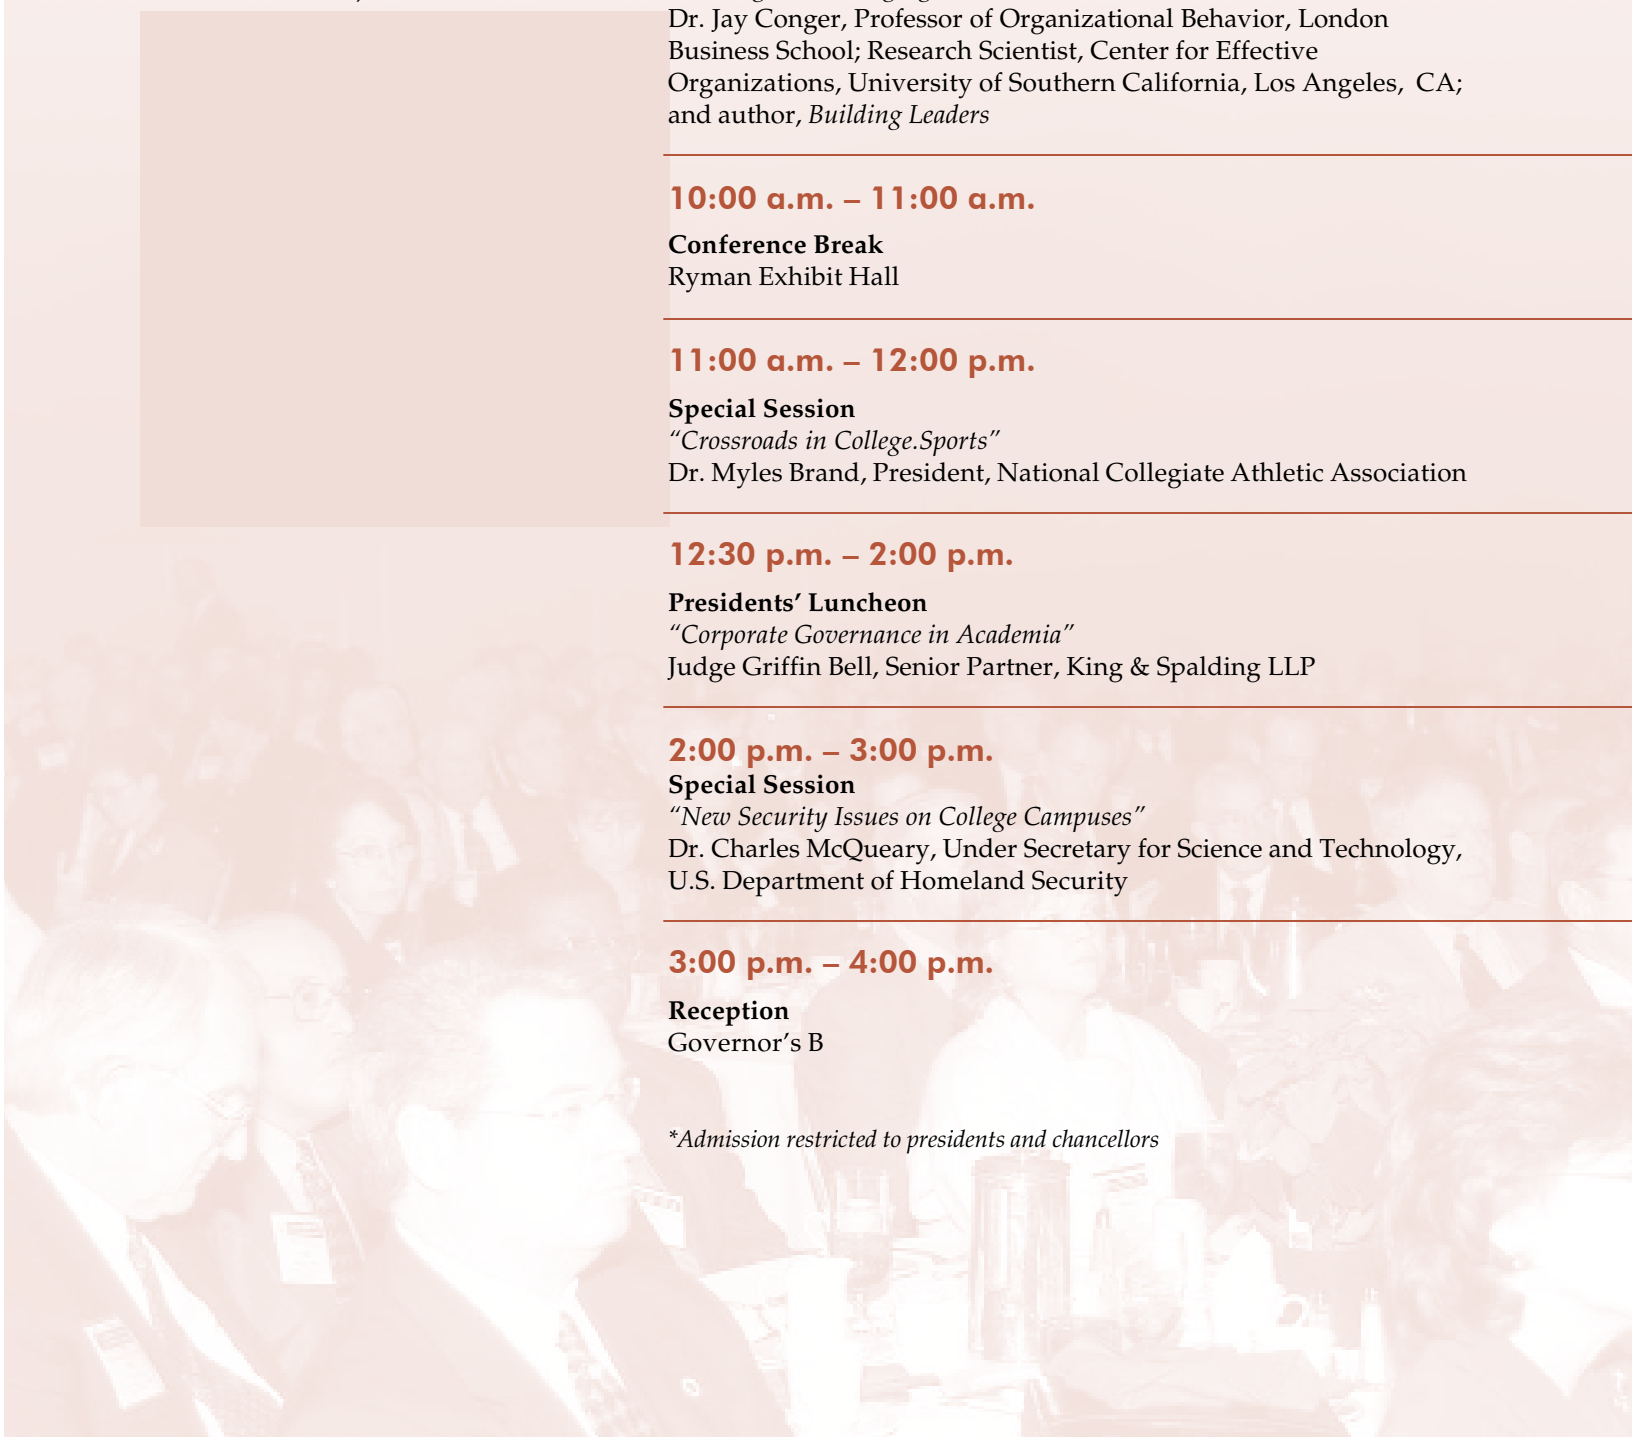 Dr. Jay Conger, Professor of Organizational Behavior, London
Business School; Research Scientist, Center for Effective
Organizations, University of Southern California, Los Angeles, CA;
and author, Building Leaders
10:00 a.m. – 11:00 a.m.
Conference Break
Ryman Exhibit Hall
11:00 a.m. – 12:00 p.m.
Special Session
“Crossroads in College.Sports”
Dr. Myles Brand, President, National Collegiate Athletic Association
12:30 p.m. – 2:00 p.m.
Presidents’ Luncheon
“Corporate Governance in Academia”
Judge Griffin Bell, Senior Partner, King & Spalding LLP
2:00 p.m. – 3:00 p.m.
Special Session
“New Security Issues on College Campuses”
Dr. Charles McQueary, Under Secretary for Science and Technology,
U.S. Department of Homeland Security
3:00 p.m. – 4:00 p.m.
Reception
Governor’s B
*Admission restricted to presidents and chancellors